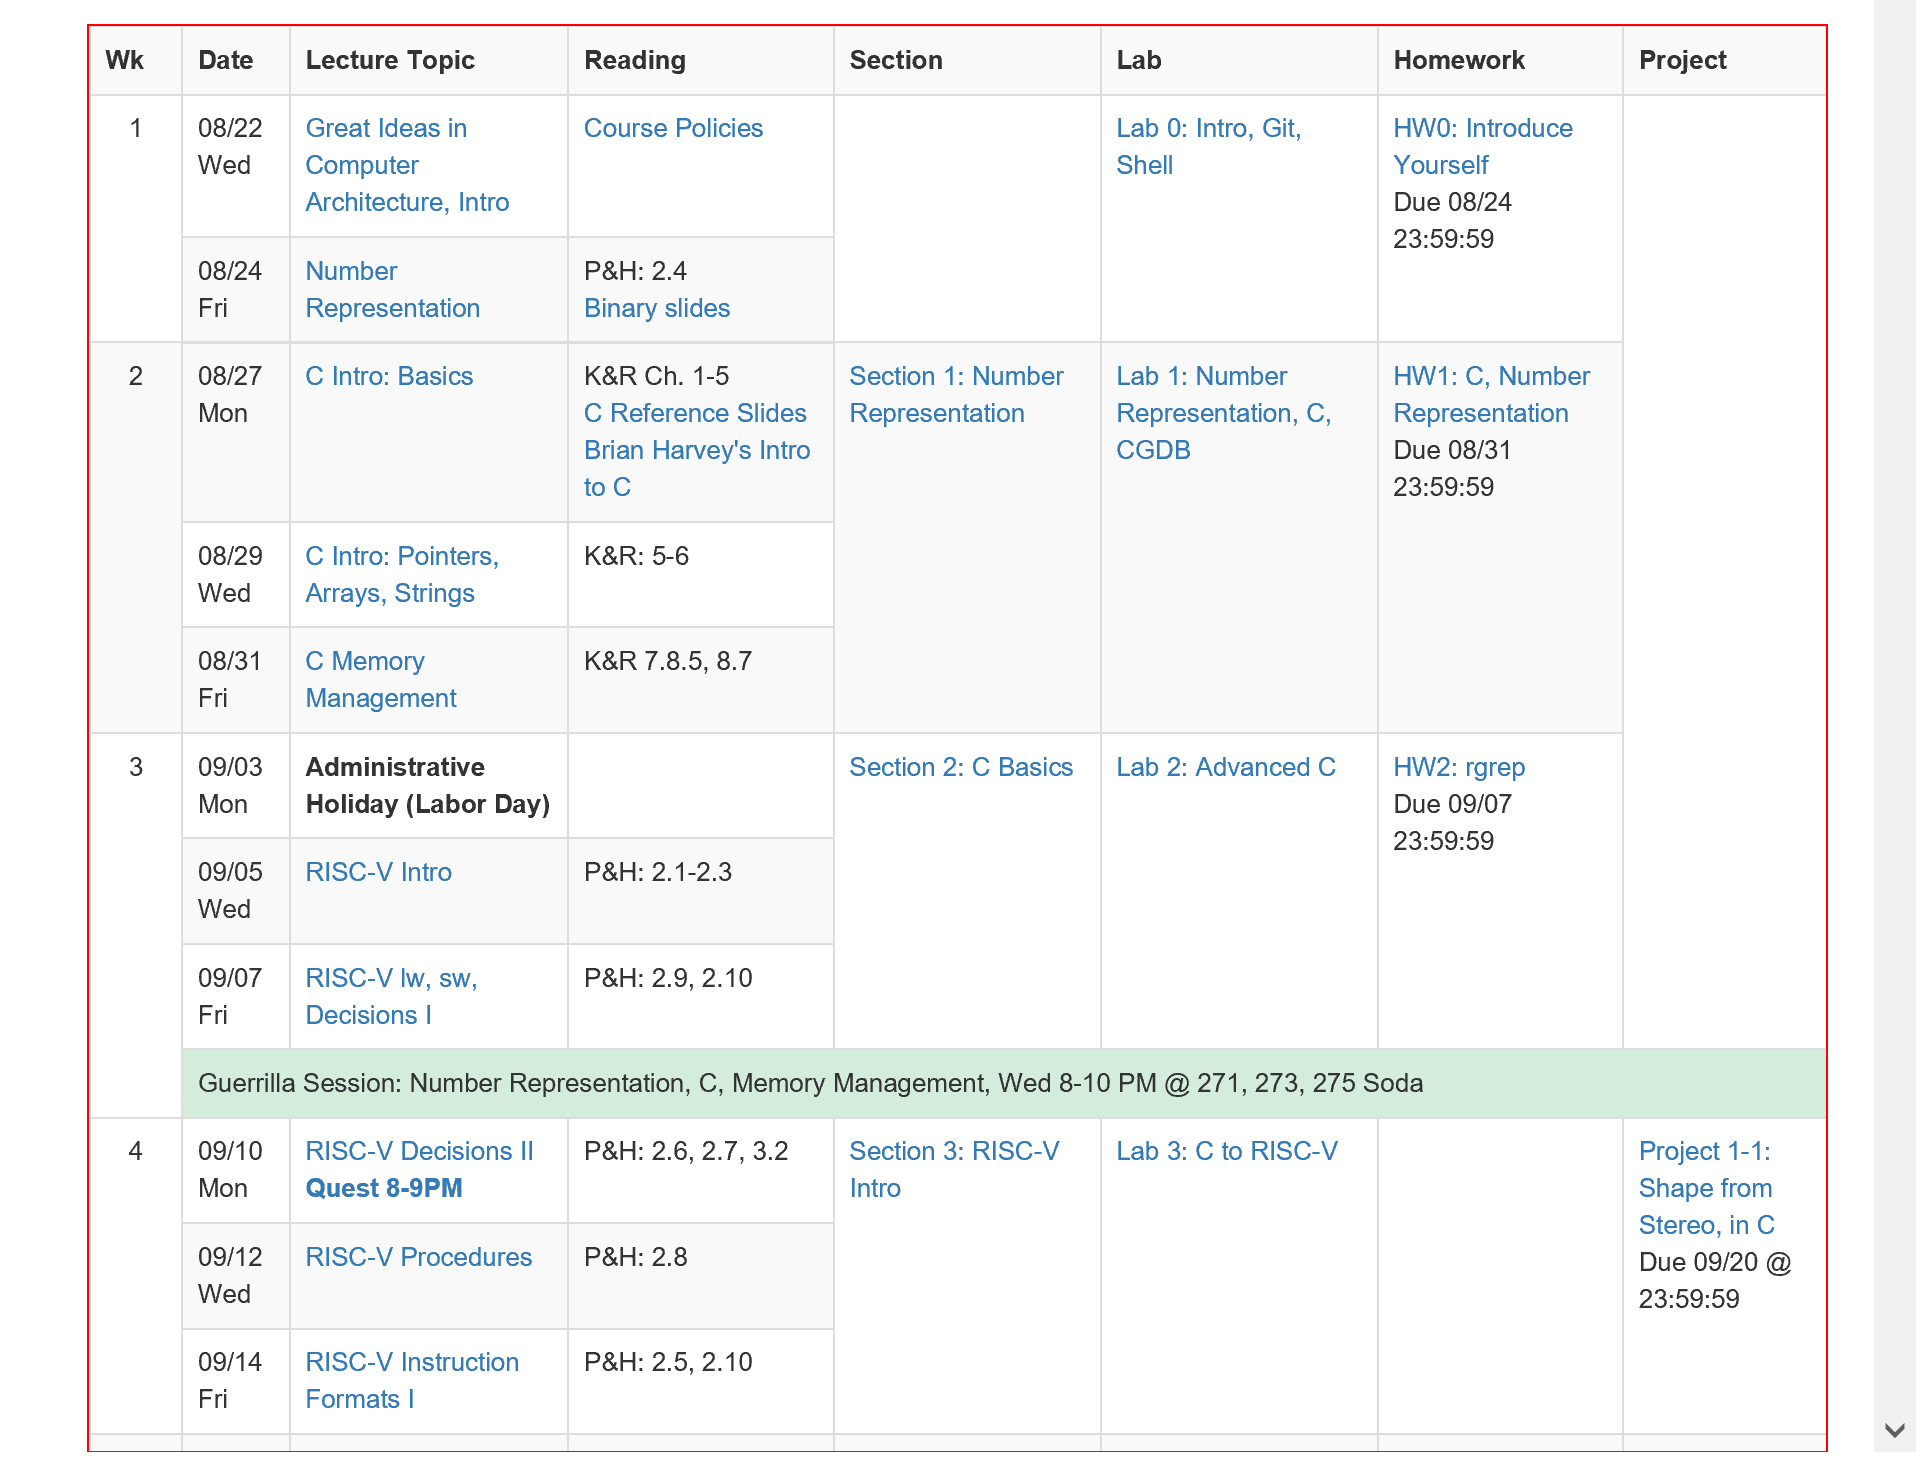 Wk Date Lecture Topic Reading Section Lab Homework Project
1
08/22
Wed
Great Ideas in
Computer
Architecture, Intro
Course Policies
Lab 0: Intro, Git,
Shell
HW0: Introduce
Yourself
Due 08/24
23:59:59
08/24
Fri
Number
Representation
P&H: 2.4
Binary slides
2
08/27
Mon
C Intro: Basics
K&R Ch. 1-5
C Reference Slides
Brian Harvey's Intro
to C
Section 1: Number
Representation
Lab 1: Number
Representation, C,
CGDB
HW1: C, Number
Representation
Due 08/31
23:59:59
08/29
Wed
C Intro: Pointers,
Arrays, Strings
K&R: 5-6
08/31
Fri
C Memory
Management
K&R 7.8.5, 8.7
3
09/03
Mon
Administrative
Holiday (Labor Day)
Section 2: C Basics
Lab 2: Advanced C
HW2: rgrep
Due 09/07
23:59:59
09/05
Wed
RISC-V Intro
P&H: 2.1-2.3
09/07
Fri
RISC-V lw, sw,
Decisions I
P&H: 2.9, 2.10
Guerrilla Session: Number Representation, C, Memory Management, Wed 8-10 PM @ 271, 273, 275 Soda
4
09/10
Mon
RISC-V Decisions II
Quest 8-9PM
P&H: 2.6, 2.7, 3.2
Section 3: RISC-V
Intro
Lab 3: C to RISC-V
Project 1-1:
Shape from
Stereo, in C
Due 09/20 @
23:59:59
09/12
Wed
RISC-V Procedures
P&H: 2.8
09/14
Fri
RISC-V Instruction
Formats I
P&H: 2.5, 2.10